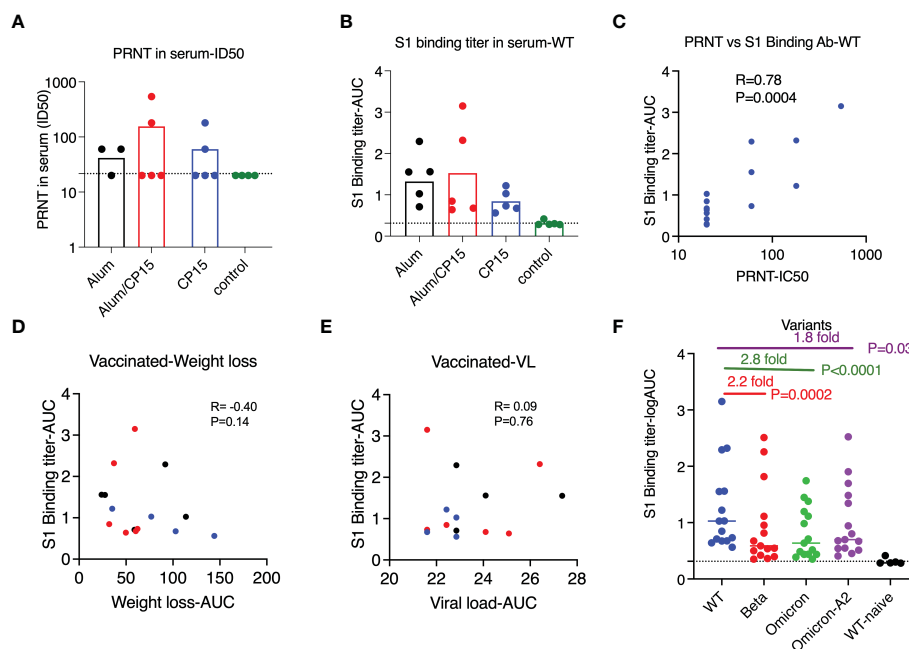 A
PRNT in serum-ID50
PRNT in serum (ID50)
1000
100
10
1
Alum
Alum/CP15
CP15
control
B
S1 binding titer in serum-WT
S1 Binding titer-AUC
4
3
2
1
0
Alum
Alum/CP15
CP15
control
C
PRNT vs S1 Binding Ab-WT
R=0.78
P=0.0004
S1 Binding titer-AUC
4
3
2
1
0
10
100
1000
PRNT-IC50
D
Vaccinated-Weight loss
R= -0.40
P=0.14
S1 Binding titer-AUC
4
3
2
1
0
0
50
100
150
200
Weight loss-AUC
E
Vaccinated-VL
R= 0.09
P=0.76
S1 Binding titer-AUC
4
3
2
1
0
20
22
24
26
28
Viral load-AUC
F
Variants
1.8 fold
P=0.03
2.8 fold
P<0.0001
2.2 fold
P=0.0002
S1 Binding titer-logAUC
4
3
2
1
0
WT
Beta
Omicron
Omicron-A2
WT-naive